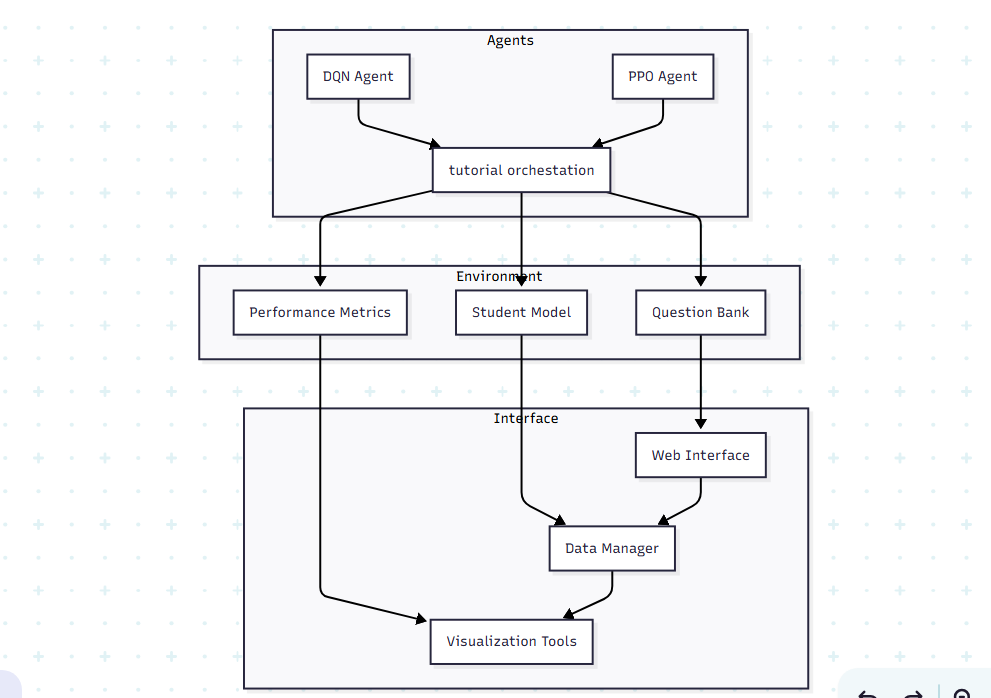 Agents
DQN Agent
PPO Agent
tutorial orchestation
Environment
Performance Metrics
Student Model
Question Bank
Interface
Web Interface
Data Manager
Visualization Tools